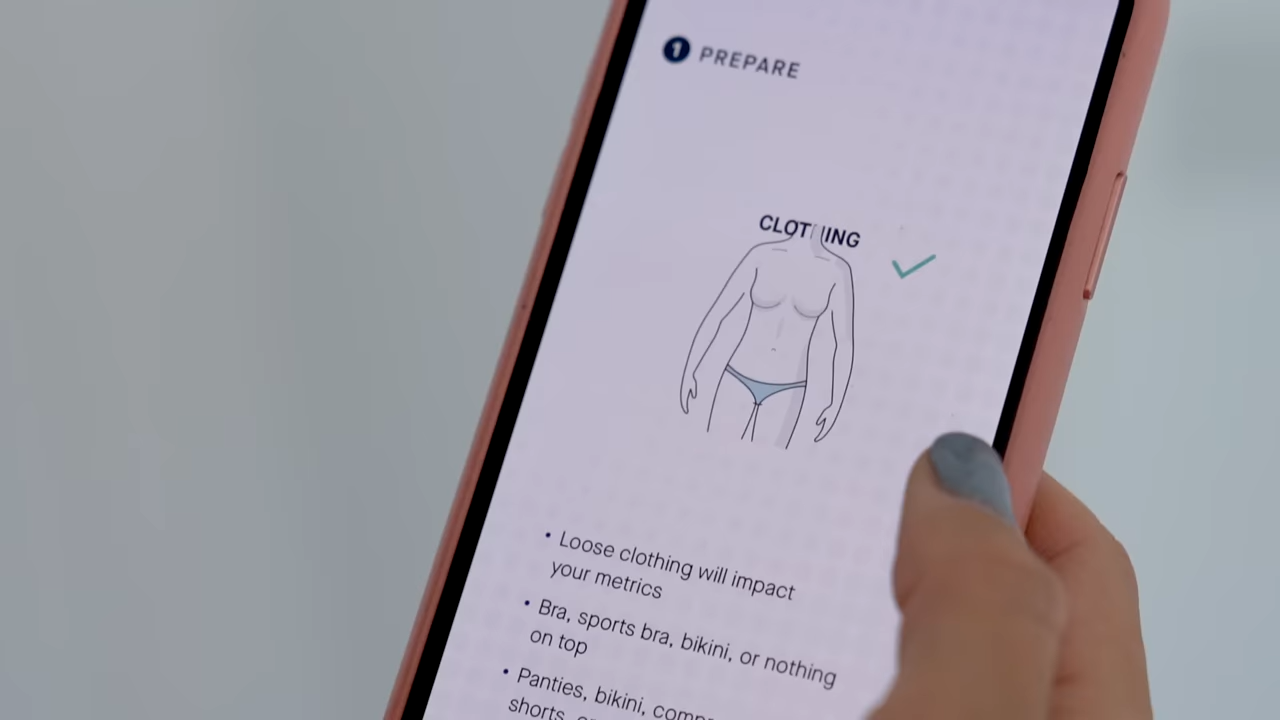 1 PREPARE
CLOTHING
• Loose clothing will impact
your metrics
• Bra, sports bra, bikini, or nothing
on top
• Panties, bikini,
shorts,